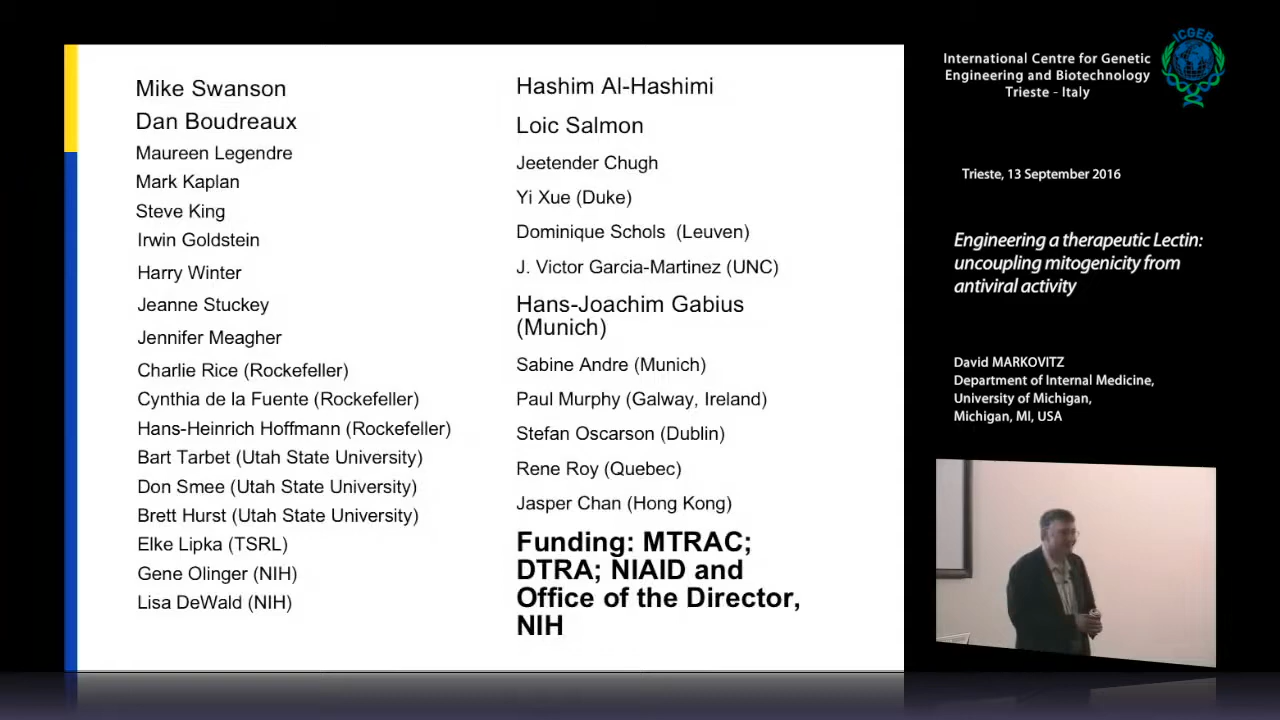 Mike Swanson
Dan Boudreaux
Maureen Legendre
Mark Kaplan
Steve King
Irwin Goldstein
Harry Winter
Jeanne Stuckey
Jennifer Meagher
Charlie Rice (Rockefeller)
Cynthia de la Fuente (Rockefeller)
Hans-Heinrich Hoffmann (Rockefeller)
Bart Tarbet (Utah State University)
Don Smee (Utah State University)
Brett Hurst (Utah State University)
Elke Lipka (TSRL)
Gene Olinger (NIH)
Lisa DeWald (NIH)
Hashim Al-Hashimi
Loic Salmon
Jeetender Chugh
Yi Xue (Duke)
Dominique Schols (Leuven)
J. Victor Garcia-Martinez (UNC)
Hans-Joachim Gabius
(Munich)
Sabine Andre (Munich)
Paul Murphy (Galway, Ireland)
Stefan Oscarson (Dublin)
Rene Roy (Quebec)
Jasper Chan (Hong Kong)
Funding: MTRAC;
DTRA; NIAID and
Office of the Director,
NIH
International Centre for Genetic
Engineering and Biotechnology
Trieste - Italy
ICGEB
Trieste, 13 September 2016
Engineering a therapeutic Lectin:
uncoupling mitogenicity from
antiviral activity
David MARKOVITZ
Department of Internal Medicine,
University of Michigan,
Michigan, MI, USA